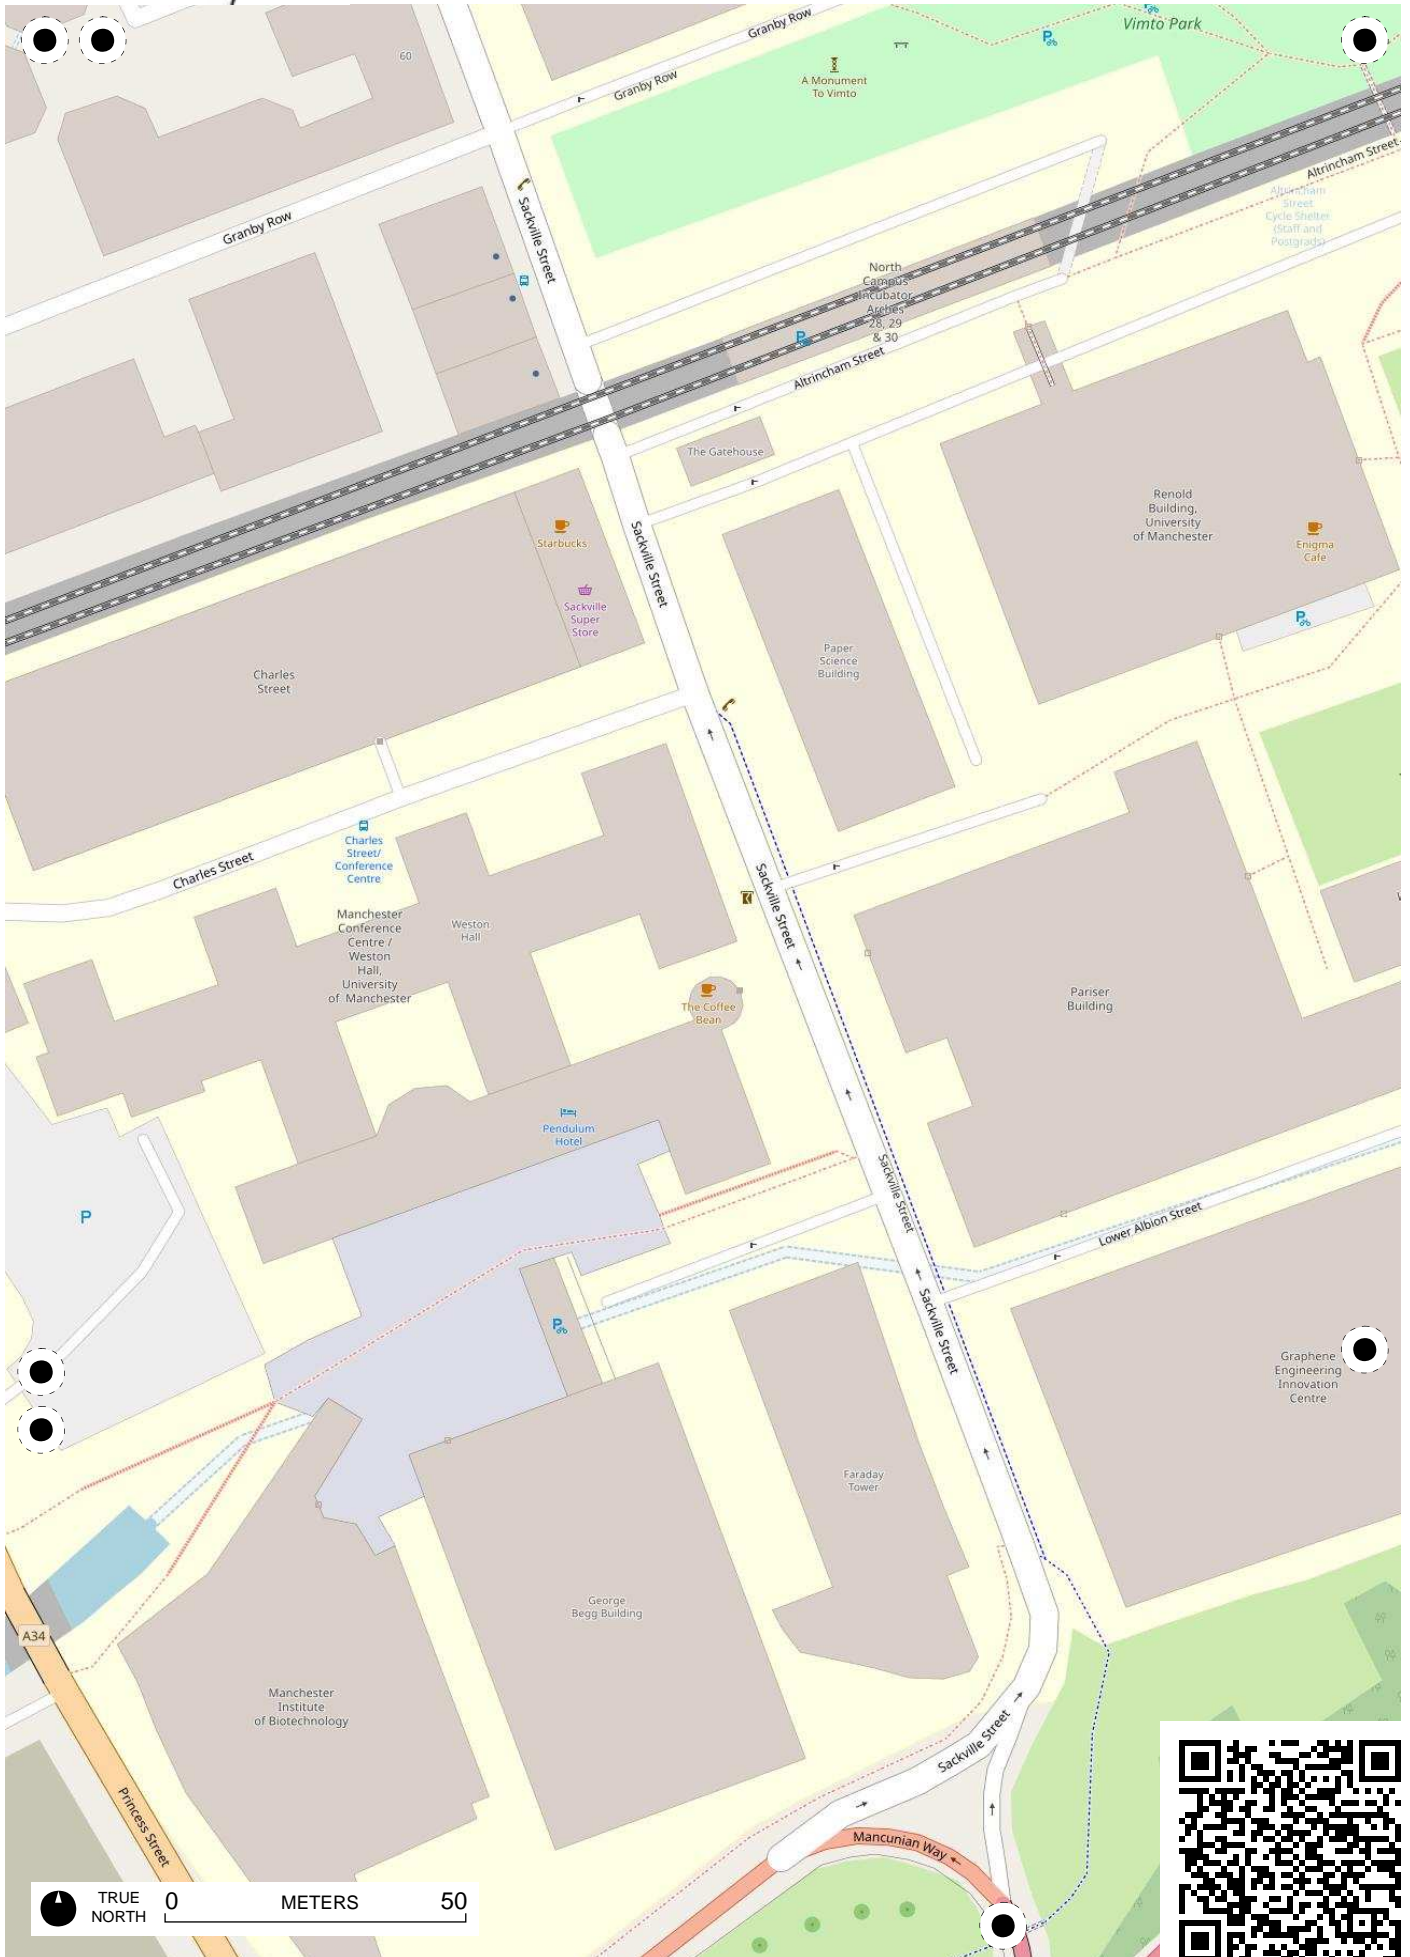 Granby Row
Vimto Park
60
A Monument
To Vimto
Granby Row
Altrincham Street
Altrincham
Street
Cycle Shelter
(Staff and
Postgrads)
Sackville Street
Granby Row
North
Campus
Incubator
Arches
28, 29
& 30
P
Altrincham Street
The Gatehouse
Renold
Building,
University
of Manchester
Starbucks
Enigma
Cafe
Sackville Street
Sackville
Super
Store
Paper
Science
Building
Charles
Street
Charles
Street/
Conference
Centre
Charles Street
Sackville Street
Manchester
Conference
Centre /
Weston
Hall,
University
of Manchester
Weston
Hall
The Coffee
Bean
Pariser
Building
Pendulum
Hotel
Sackville Street
P
Lower Albion Street
Sackville Street
Graphene
Engineering
Innovation
Centre
Faraday
Tower
George
Begg Building
A34
Manchester
Institute
of Biotechnology
Sackville Street
Princess Street
Mancunian Way
TRUE
NORTH
0 METERS 50